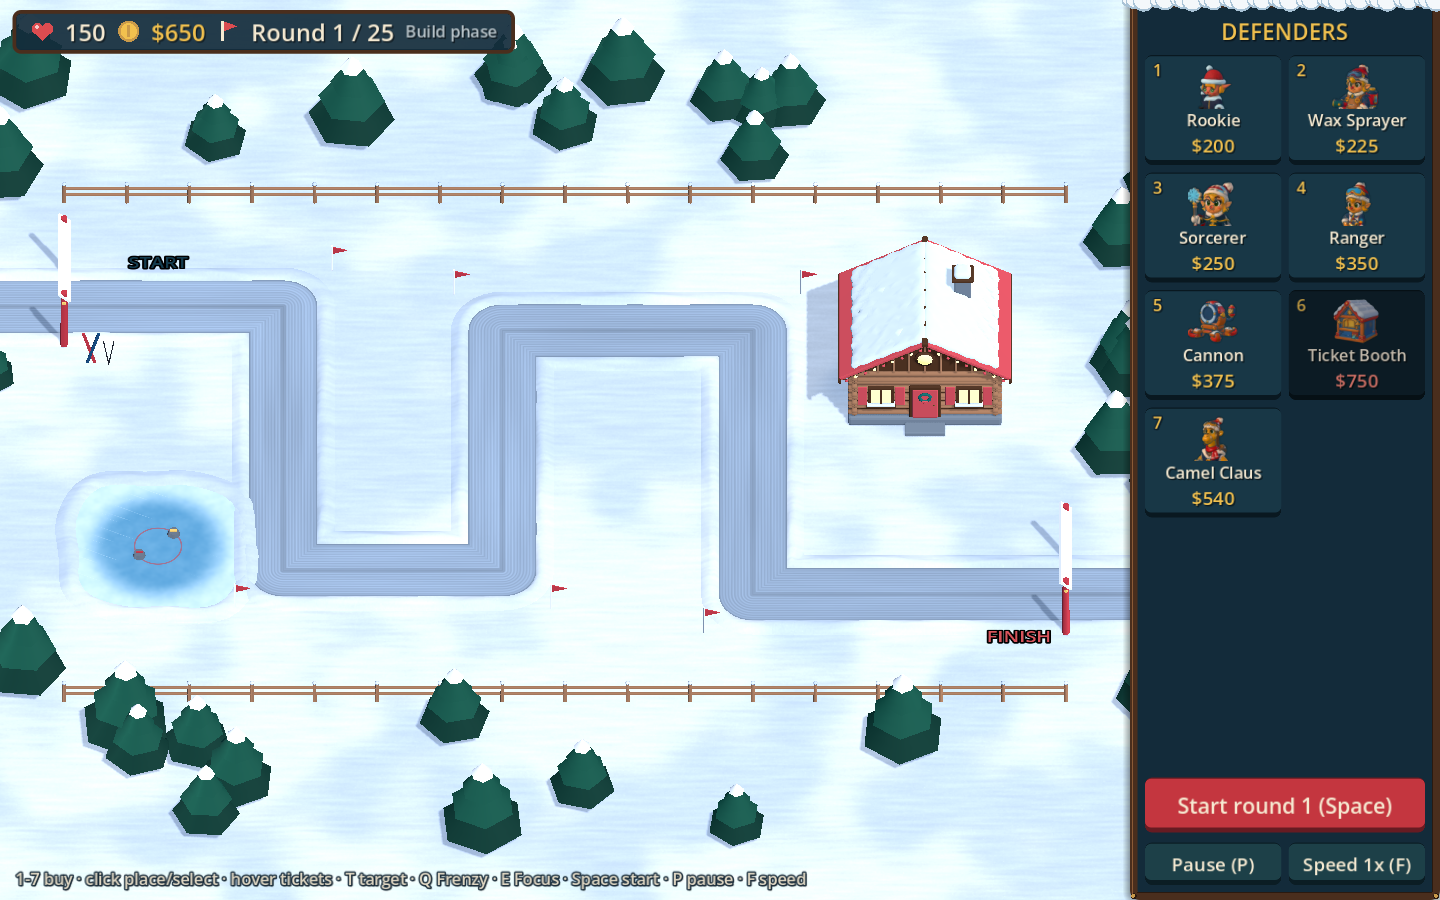 150 $650 Round 1 / 25 Build phase
START
FINISH
1-7 buy · click place/select · hover tickets · T target · Q Frenzy · E Focus · Space start · P pause · F speed
DEFENDERS
1 Rookie $200
2 Wax Sprayer $225
3 Sorcerer $250
4 Ranger $350
5 Cannon $375
6 Ticket Booth $750
7 Camel Claus $540
Start round 1 (Space)
Pause (P)
Speed 1x (F)